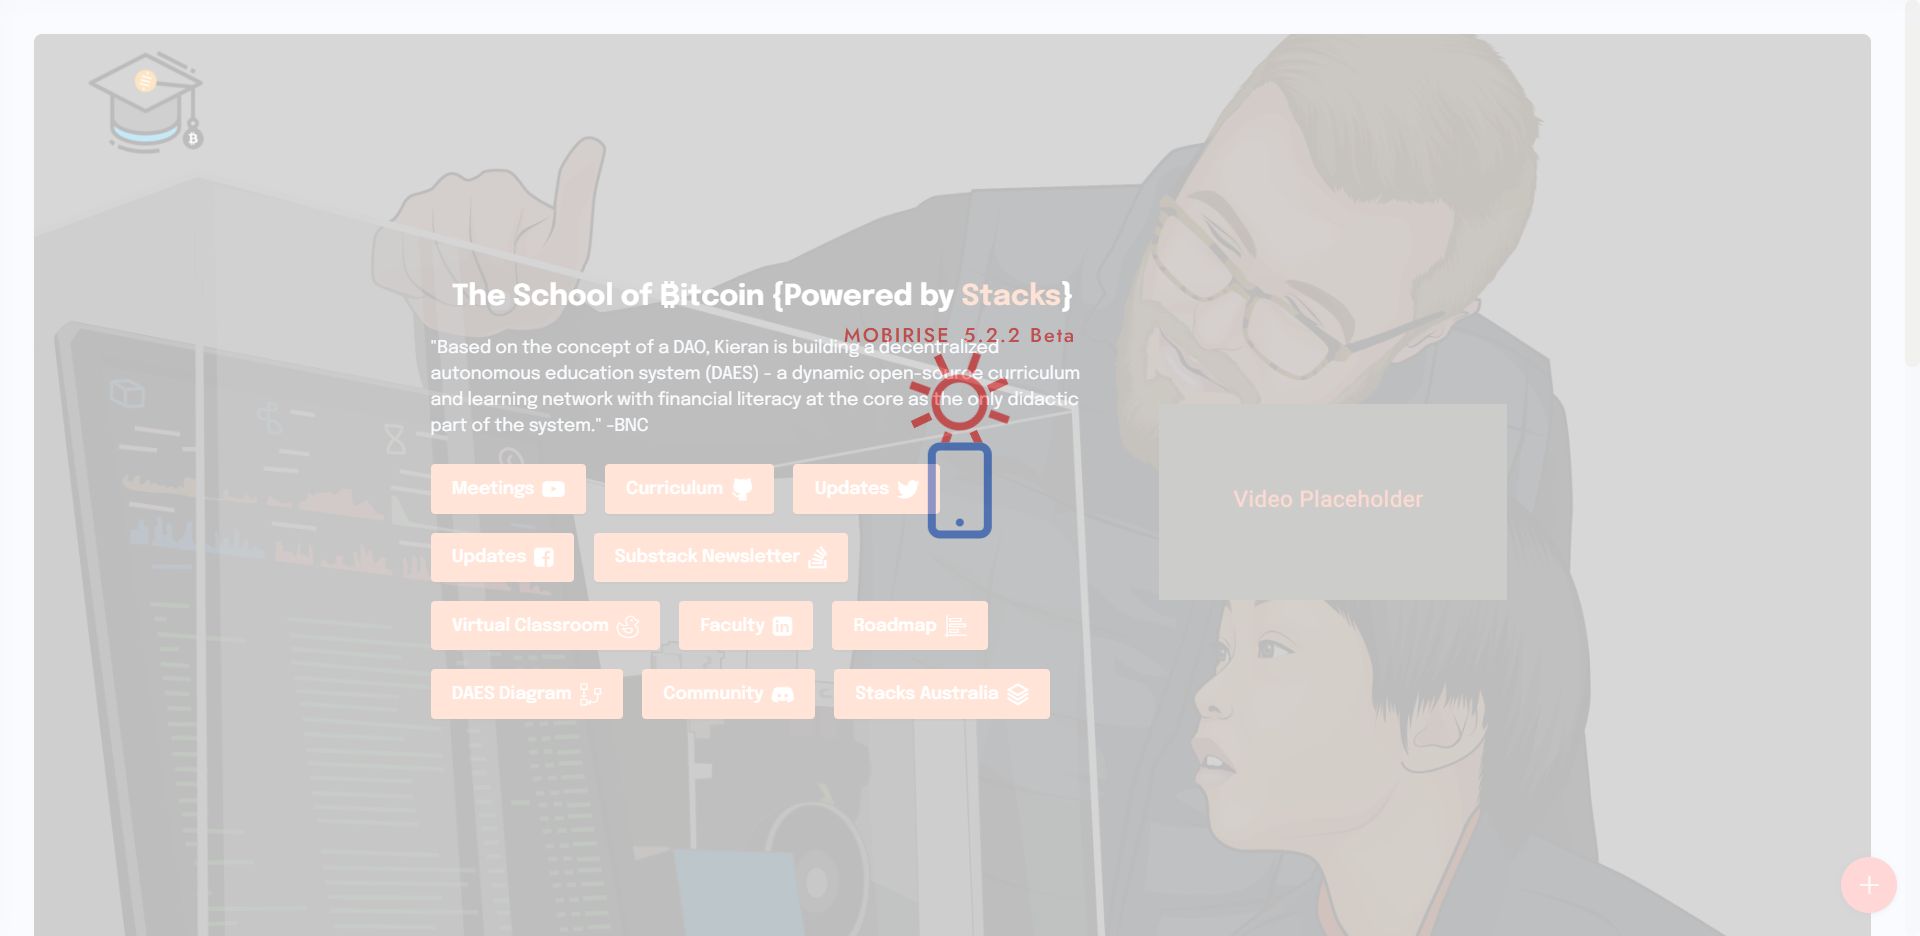 The School of ₿itcoin {Powered by Stacks}
MOBIRISE 5.2.2 Beta
"Based on the concept of a DAO, Kieran is building a decentralized
autonomous education system (DAES) - a dynamic open-source curriculum
and learning network with financial literacy at the core as the only didactic
part of the system." -BNC
Meetings
Curriculum
Updates
Updates
Substack Newsletter
Virtual Classroom
Faculty
Roadmap
DAES Diagram
Community
Stacks Australia
Video Placeholder